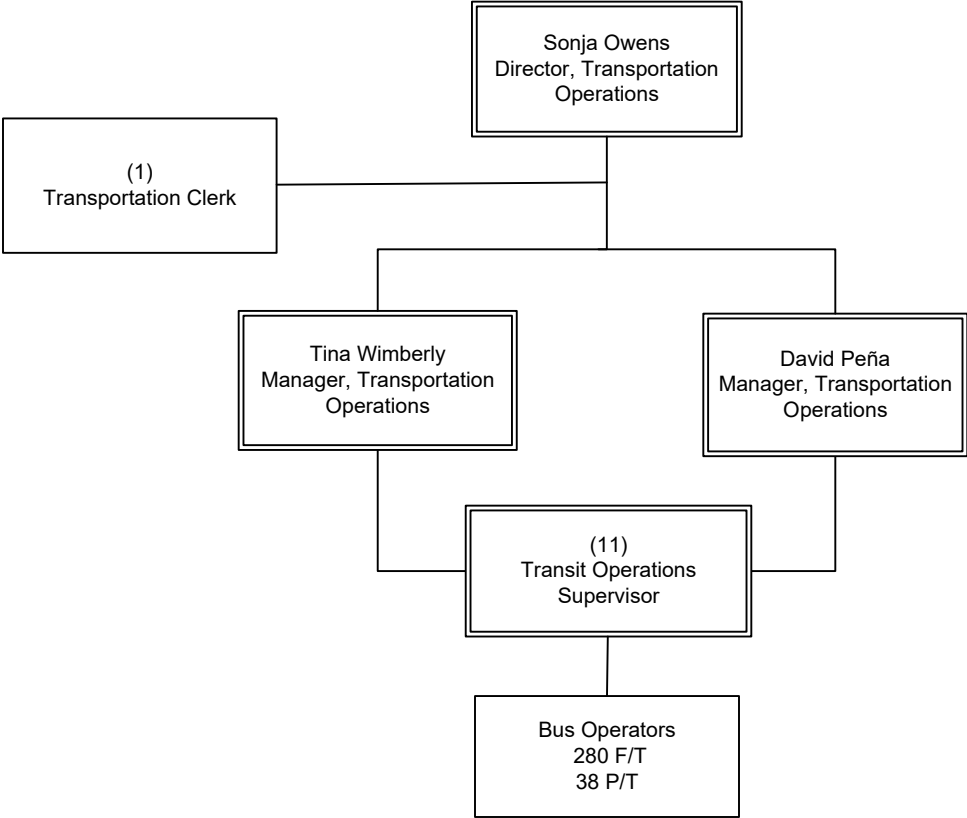 Sonja Owens
Director, Transportation
Operations
(1)
Transportation Clerk
Tina Wimberly
Manager, Transportation
Operations
David Peña
Manager, Transportation
Operations
(11)
Transit Operations
Supervisor
Bus Operators
280 F/T
38 P/T